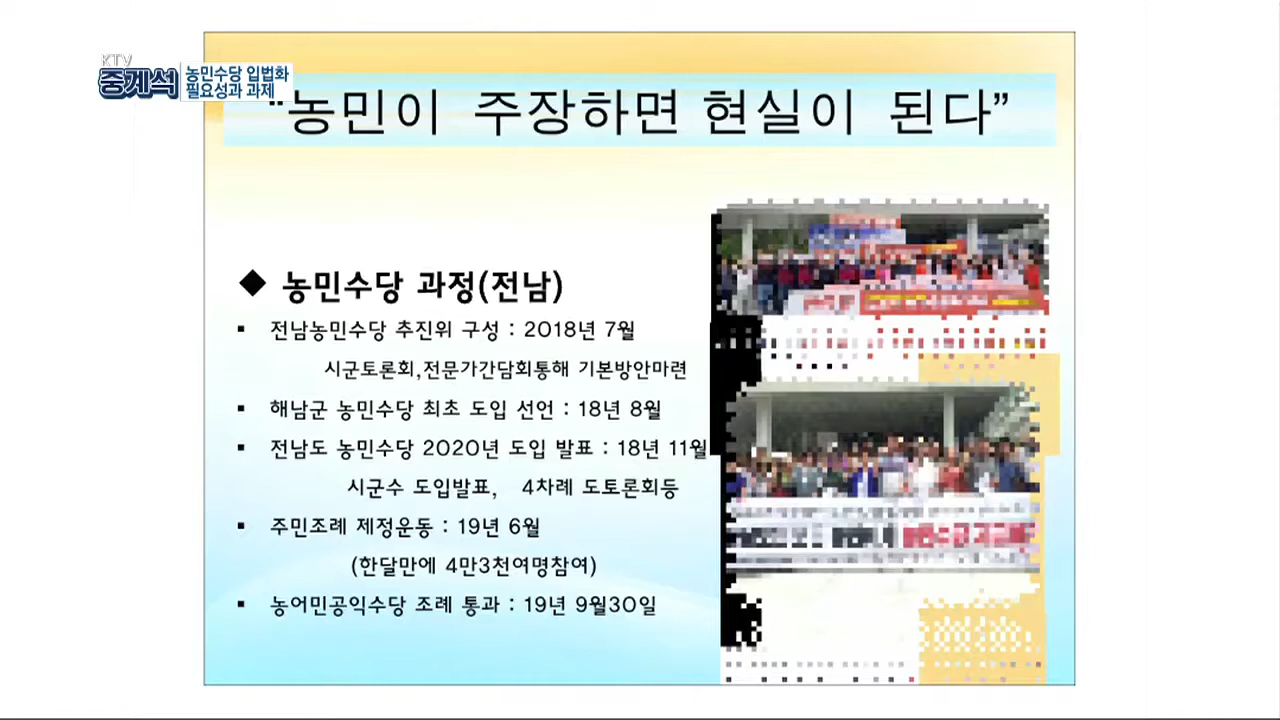 KTV
중계석
농민수당 입법화
필요성과 과제
"농민이 주장하면 현실이 된다"
◆ 농민수당 과정(전남)
▪ 전남농민수당 추진위 구성 : 2018년 7월
시군토론회,전문가간담회통해 기본방안마련
▪ 해남군 농민수당 최초 도입 선언 : 18년 8월
▪ 전남도 농민수당 2020년 도입 발표 : 18년 11월
시군수 도입발표, 4차례 도토론회등
▪ 주민조례 제정운동 : 19년 6월
(한달만에 4만3천여명참여)
▪ 농어민공익수당 조례 통과 : 19년 9월30일